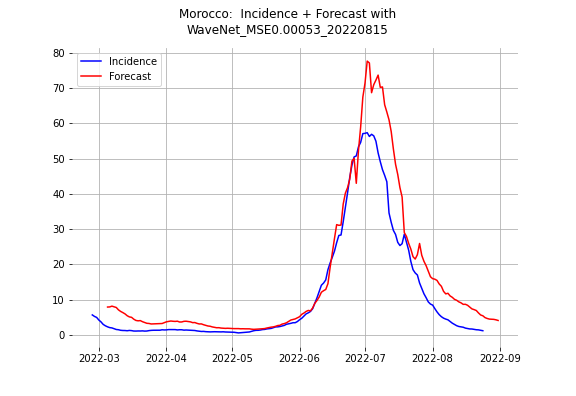 Morocco:  Incidence + Forecast with
WaveNet_MSE0.00053_20220815
Incidence
Forecast
80
70
60
50
40
30
20
10
0
2022-03 2022-04 2022-05 2022-06 2022-07 2022-08 2022-09